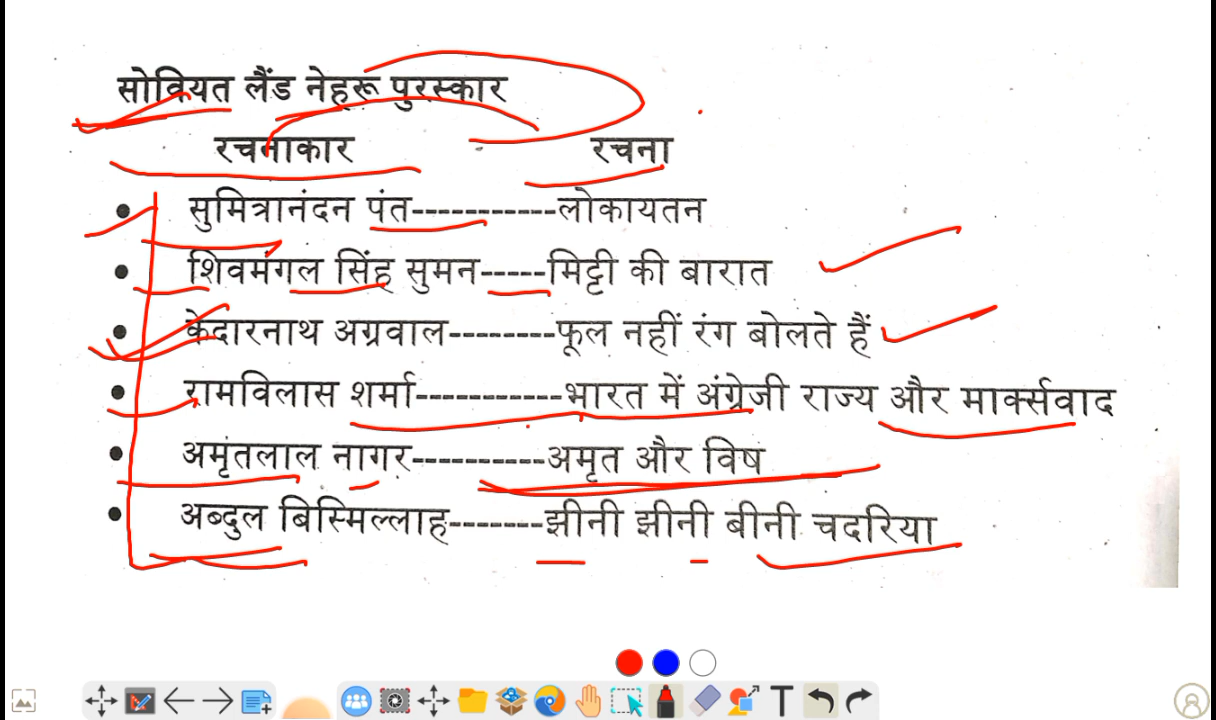 सोवियत लैंड नेहरू पुरस्कार
रचनाकार रचना
• सुमित्रानंदन पंत-----------लोकायतन
• शिवमंगल सिंह सुमन-----मिट्टी की बारात
• केदारनाथ अग्रवाल--------फूल नहीं रंग बोलते हैं
• रामविलास शर्मा-----------भारत में अंग्रेजी राज्य और मार्क्सवाद
• अमृतलाल नागर----------अमृत और विष
• अब्दुल बिस्मिल्लाह-------झीनी झीनी बीनी चदरिया
T